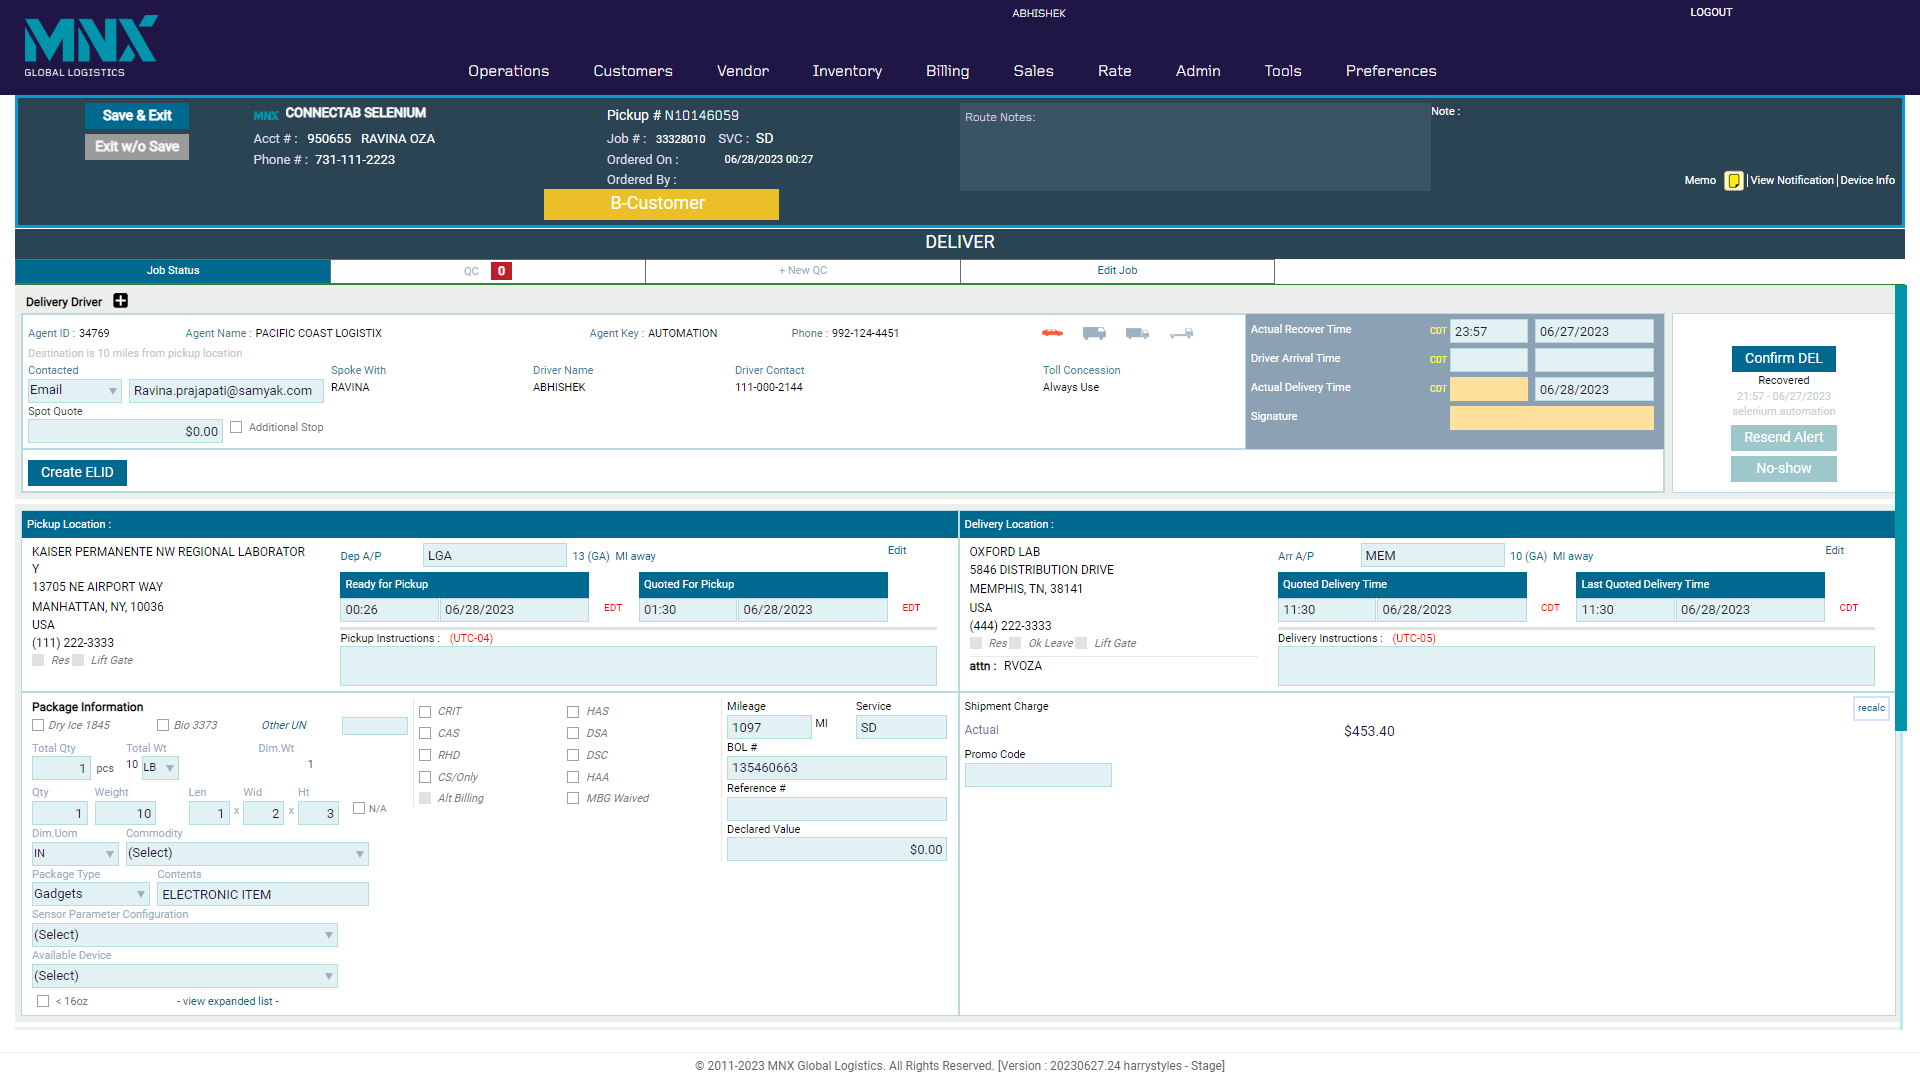 MNX
GLOBAL LOGISTICS
ABHISHEK
LOGOUT
Operations Customers Vendor Inventory Billing Sales Rate Admin Tools Preferences
Save & Exit
Exit w/o Save
MNX CONNECTAB SELENIUM
Acct # : 950655 RAVINA OZA
Phone # : 731-111-2223
Pickup # N10146059
Job # : 33328010 SVC : SD
Ordered On : 06/28/2023 00:27
Ordered By :
B-Customer
Route Notes:
Note :
Memo | View Notification | Device Info
DELIVER
Job Status QC 0 + New QC Edit Job
Delivery Driver
Agent ID : 34769 Agent Name : PACIFIC COAST LOGISTIX Agent Key : AUTOMATION Phone : 992-124-4451
Destination is 10 miles from pickup location
Contacted Spoke With Driver Name Driver Contact Toll Concession
Email Ravina.prajapati@samyak.com RAVINA ABHISHEK 111-000-2144 Always Use
Spot Quote
$0.00 Additional Stop
Create ELID
Actual Recover Time CDT 23:57 06/27/2023
Driver Arrival Time CDT
Actual Delivery Time CDT 06/28/2023
Signature
Confirm DEL
Recovered
21:57 - 06/27/2023
selenium.automation
Resend Alert
No-show
Pickup Location :
KAISER PERMANENTE NW REGIONAL LABORATOR
Y
13705 NE AIRPORT WAY
MANHATTAN, NY, 10036
USA
(111) 222-3333
Res Lift Gate
Dep A/P LGA 13 (GA) MI away Edit
Ready for Pickup Quoted For Pickup
00:26 06/28/2023 EDT 01:30 06/28/2023 EDT
Pickup Instructions : (UTC-04)
Delivery Location :
OXFORD LAB
5846 DISTRIBUTION DRIVE
MEMPHIS, TN, 38141
USA
(444) 222-3333
Res Ok Leave Lift Gate
attn : RVOZA
Arr A/P MEM 10 (GA) MI away Edit
Quoted Delivery Time Last Quoted Delivery Time
11:30 06/28/2023 CDT 11:30 06/28/2023 CDT
Delivery Instructions : (UTC-05)
Package Information
Dry Ice 1845 Bio 3373 Other UN
Total Qty Total Wt Dim.Wt
1 pcs 10 LB 1
Qty Weight Len Wid Ht
1 10 1 x 2 x 3 N/A
Dim.Uom Commodity
IN (Select)
Package Type Contents
Gadgets ELECTRONIC ITEM
Sensor Parameter Configuration
(Select)
Available Device
(Select)
< 16oz - view expanded list -
CRIT HAS
CAS DSA
RHD DSC
CS/Only HAA
Alt Billing MBG Waived
Mileage Service
1097 MI SD
BOL #
135460663
Reference #
Declared Value
$0.00
Shipment Charge recalc
Actual $453.40
Promo Code
© 2011-2023 MNX Global Logistics. All Rights Reserved. [Version : 20230627.24 harrystyles - Stage]